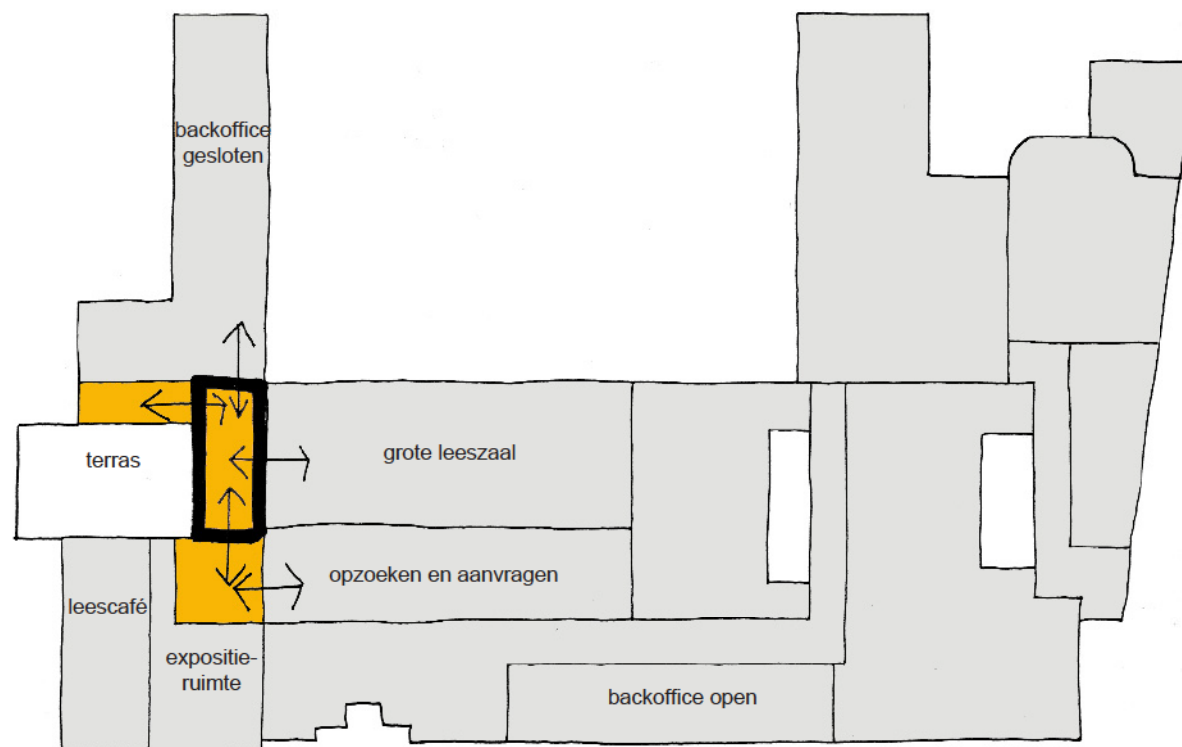 backoffice
gesloten
terras
grote leeszaal
opzoeken en aanvragen
leescafé
expositie-
ruimte
backoffice open